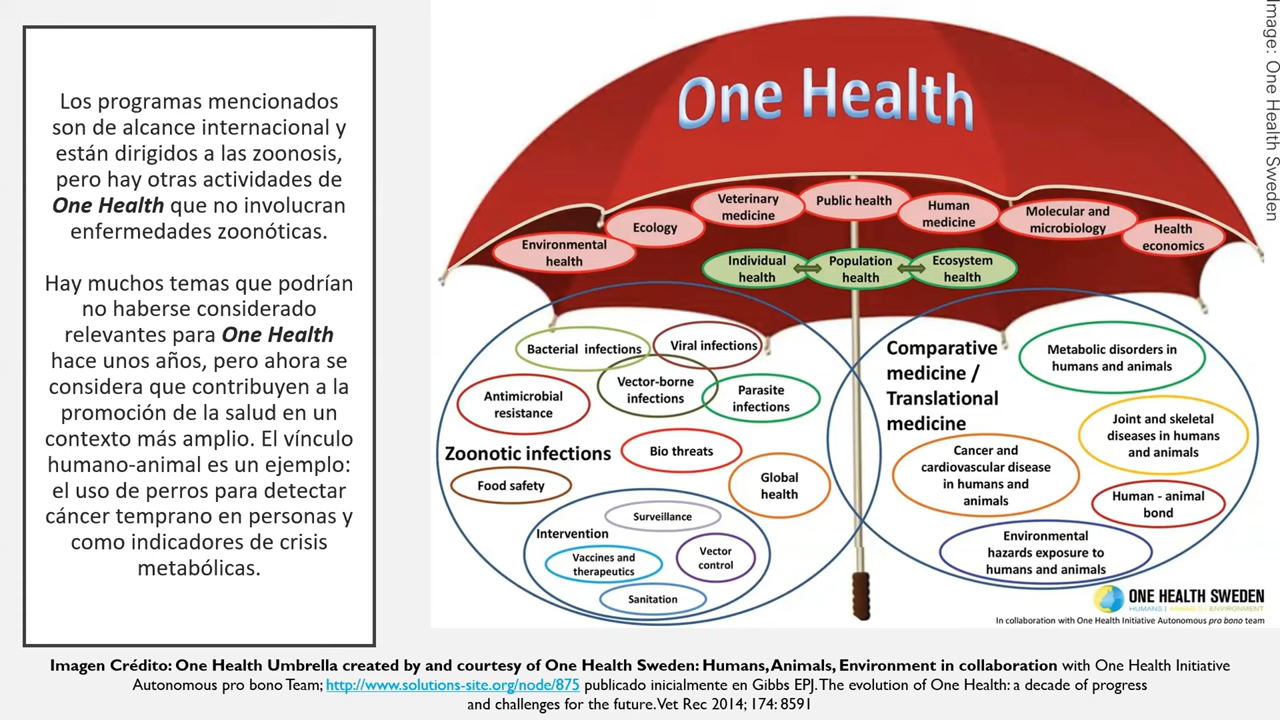 Los programas mencionados
son de alcance internacional y
están dirigidos a las zoonosis,
pero hay otras actividades de
One Health que no involucran
enfermedades zoonóticas.
Hay muchos temas que podrían
no haberse considerado
relevantes para One Health
hace unos años, pero ahora se
considera que contribuyen a la
promoción de la salud en un
contexto más amplio. El vínculo
humano-animal es un ejemplo:
el uso de perros para detectar
cáncer temprano en personas y
como indicadores de crisis
metabólicas.
One Health
Environmental
health
Ecology
Veterinary
medicine
Public health
Human
medicine
Molecular and
microbiology
Health
economics
Individual
health
Population
health
Ecosystem
health
Bacterial infections
Viral infections
Vector-borne
infections
Parasite
infections
Antimicrobial
resistance
Zoonotic infections
Bio threats
Food safety
Global
health
Surveillance
Intervention
Vaccines and
therapeutics
Vector
control
Sanitation
Comparative
medicine /
Translational
medicine
Metabolic disorders in
humans and animals
Joint and skeletal
diseases in humans
and animals
Cancer and
cardiovascular disease
in humans and
animals
Human - animal
bond
Environmental
hazards exposure to
humans and animals
ONE HEALTH SWEDEN
HUMANS | ANIMALS | ENVIRONMENT
In collaboration with One Health Initiative Autonomous pro bono team
Image: One Health Sweden
Imagen Crédito: One Health Umbrella created by and courtesy of One Health Sweden: Humans, Animals, Environment in collaboration with One Health Initiative
Autonomous pro bono Team; http://www.solutions-site.org/node/875 publicado inicialmente en Gibbs EPJ. The evolution of One Health: a decade of progress
and challenges for the future. Vet Rec 2014; 174: 8591